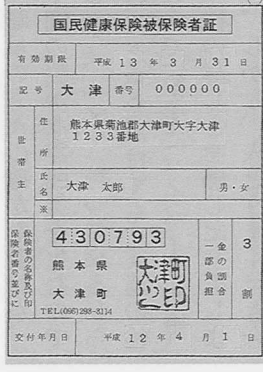 国民健康保険被保険者証
有効期限 平成 13 年 3 月 31 日
記号 大津 番号 000000
世帯主
住所
熊本県菊池郡大津町大字大津
1233番地
氏名
大津 太郎 男・女
※
保険者番号並びに
保険者の名称及び印
430793
熊本県
大津町
TEL(096)293-3114
大津町印
一部負担
金の割合
3割
交付年月日 平成 12 年 4 月 1 日